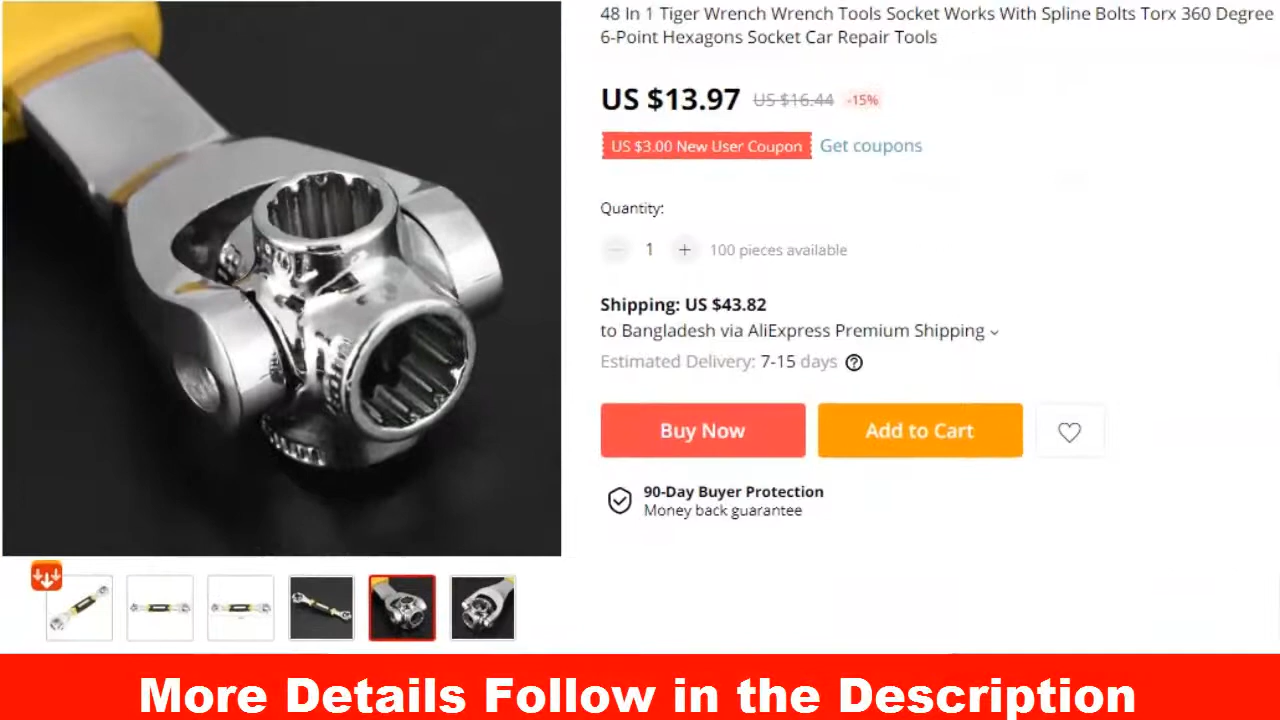 48 In 1 Tiger Wrench Wrench Tools Socket Works With Spline Bolts Torx 360 Degree
6-Point Hexagons Socket Car Repair Tools
US $13.97 US $16.44 -15%
US $3.00 New User Coupon Get coupons
Quantity:
− 1 + 100 pieces available
Shipping: US $43.82
to Bangladesh via AliExpress Premium Shipping
Estimated Delivery: 7-15 days ?
Buy Now Add to Cart
90-Day Buyer Protection
Money back guarantee
More Details Follow in the Description